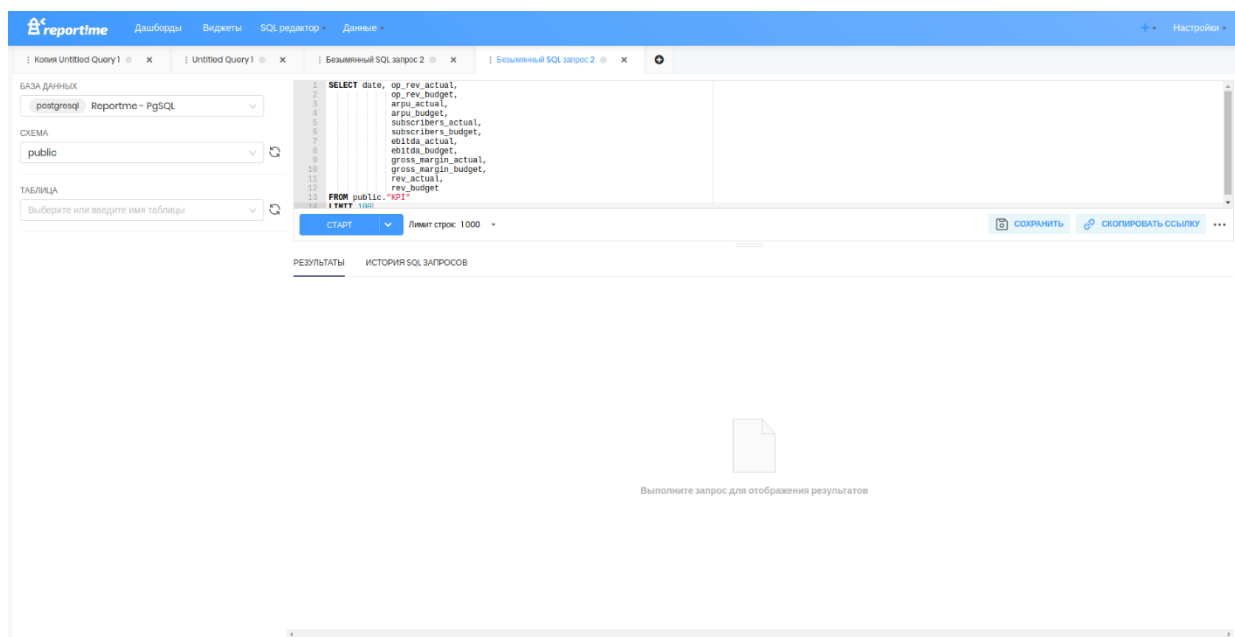 reportme Дашборды Виджеты SQL редактор Данные Настройки
Копия Untitled Query 1 Untitled Query 1 Безымянный SQL запрос 2 Безымянный SQL запрос 2
БАЗА ДАННЫХ
postgresql Reportme - PgSQL
СХЕМА
public
ТАБЛИЦА
Выберите или введите имя таблицы
1 SELECT date, op_rev_actual,
2 op_rev_budget,
3 arpu_actual,
4 arpu_budget,
5 subscribers_actual,
6 subscribers_budget,
7 ebitda_actual,
8 ebitda_budget,
9 gross_margin_actual,
10 gross_margin_budget,
11 rev_actual,
12 rev_budget
13 FROM public."KPI"
14 LIMIT 100
СТАРТ Лимит строк: 1000 СОХРАНИТЬ СКОПИРОВАТЬ ССЫЛКУ
РЕЗУЛЬТАТЫ ИСТОРИЯ SQL ЗАПРОСОВ
Выполните запрос для отображения результатов